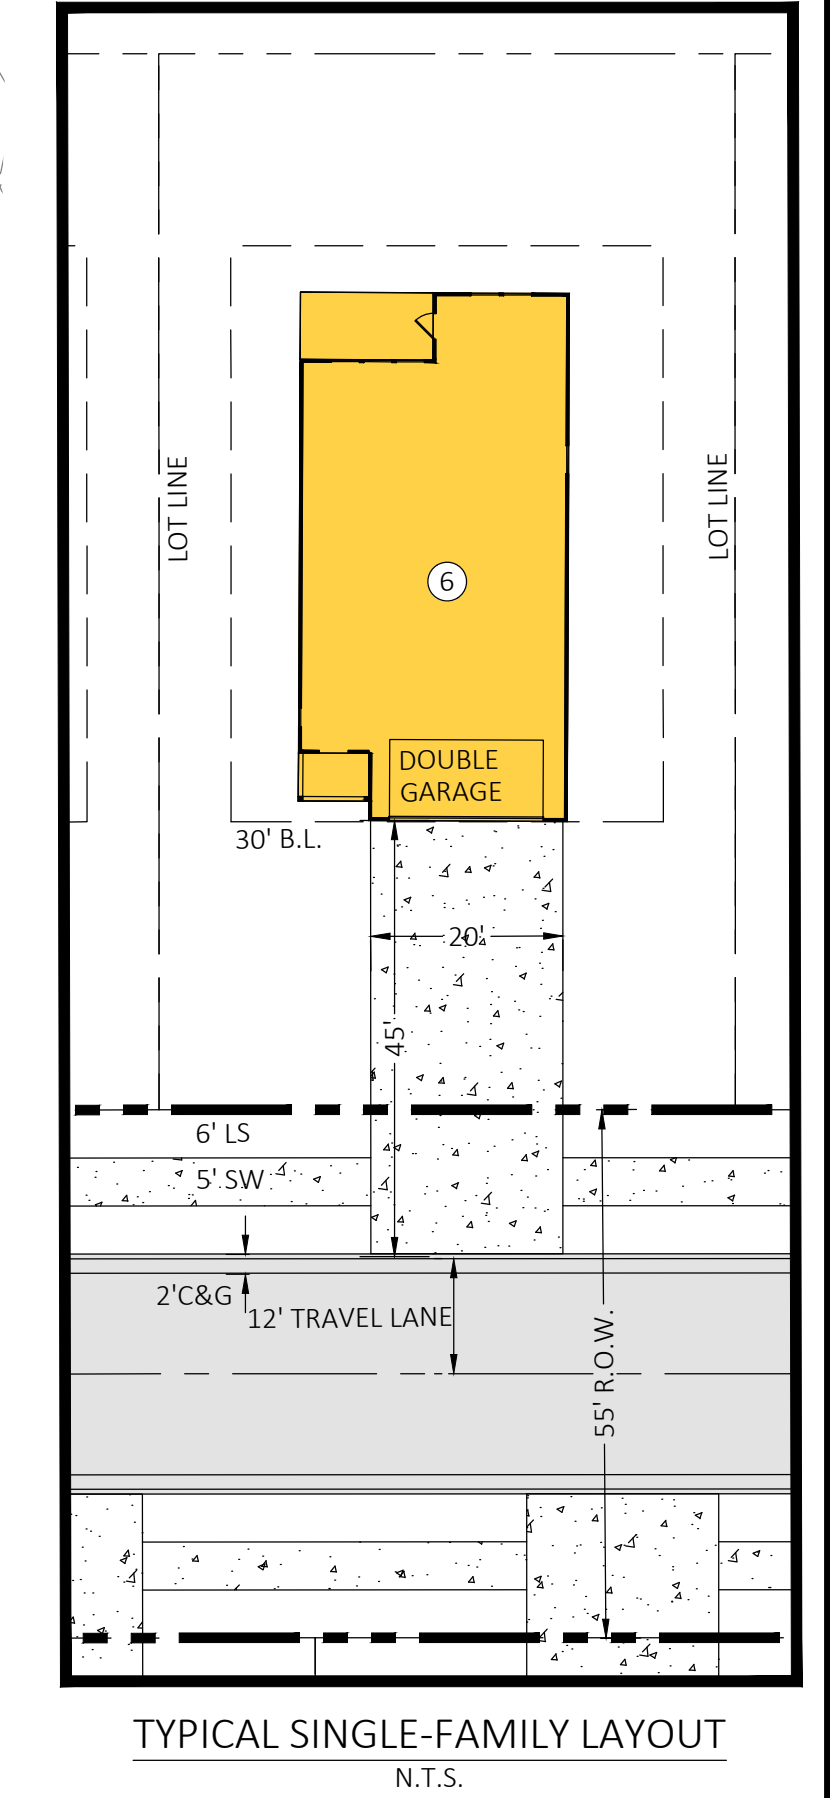 LOT LINE
LOT LINE
6
DOUBLE
GARAGE
30' B.L.
20'
45'
6' LS
5' SW
2'C&G
12' TRAVEL LANE
55' R.O.W.
TYPICAL SINGLE-FAMILY LAYOUT
N.T.S.